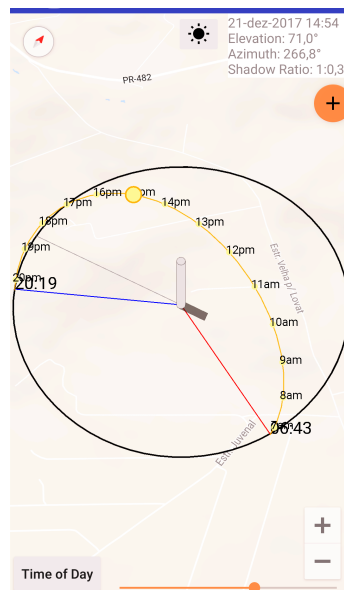 21-dez-2017 14:54
Elevation: 71,0°
Azimuth: 266,8°
Shadow Ratio: 1:0,3
PR-482
+
16pm
pm
17pm
14pm
18pm
13pm
19pm
12pm
Estr. Velha p/ Lovat
20pm
20:19
11am
10am
9am
8am
06:43
Estr. Juvenal
+
−
Time of Day